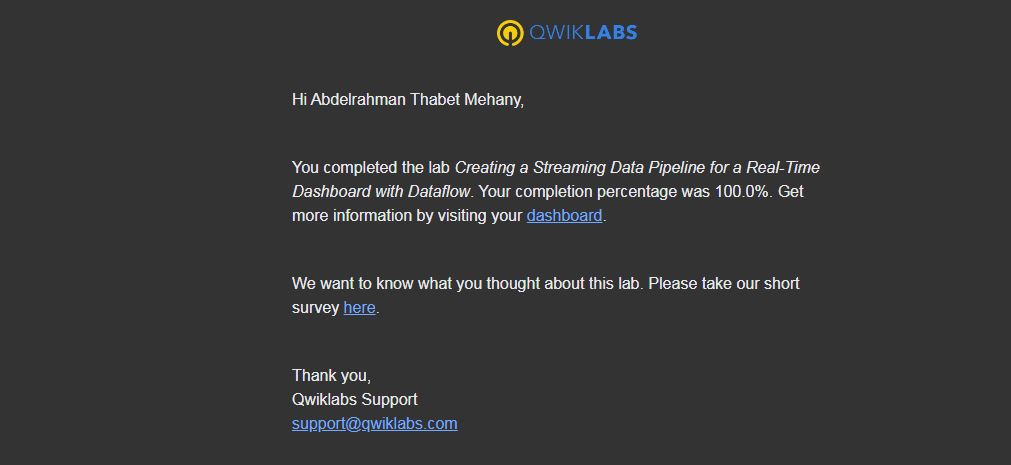 QWIKLABS
Hi Abdelrahman Thabet Mehany,
You completed the lab Creating a Streaming Data Pipeline for a Real-Time
Dashboard with Dataflow. Your completion percentage was 100.0%. Get
more information by visiting your dashboard.
We want to know what you thought about this lab. Please take our short
survey here.
Thank you,
Qwiklabs Support
support@qwiklabs.com